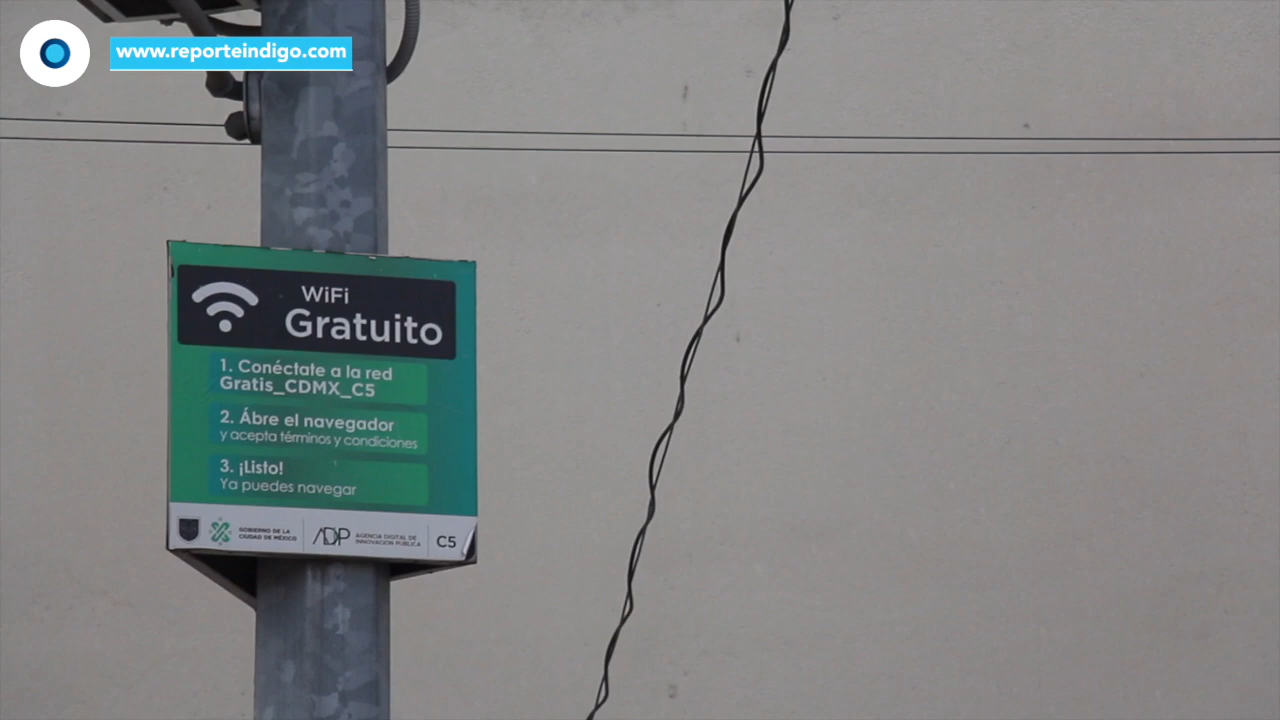 www.reporteindigo.com
WiFi
Gratuito
1. Conéctate a la red
Gratis_CDMX_C5
2. Ábre el navegador
y acepta términos y condiciones
3. ¡Listo!
Ya puedes navegar
GOBIERNO DE LA
CIUDAD DE MÉXICO
ADIP
AGENCIA DIGITAL DE
INNOVACIÓN PÚBLICA
C5